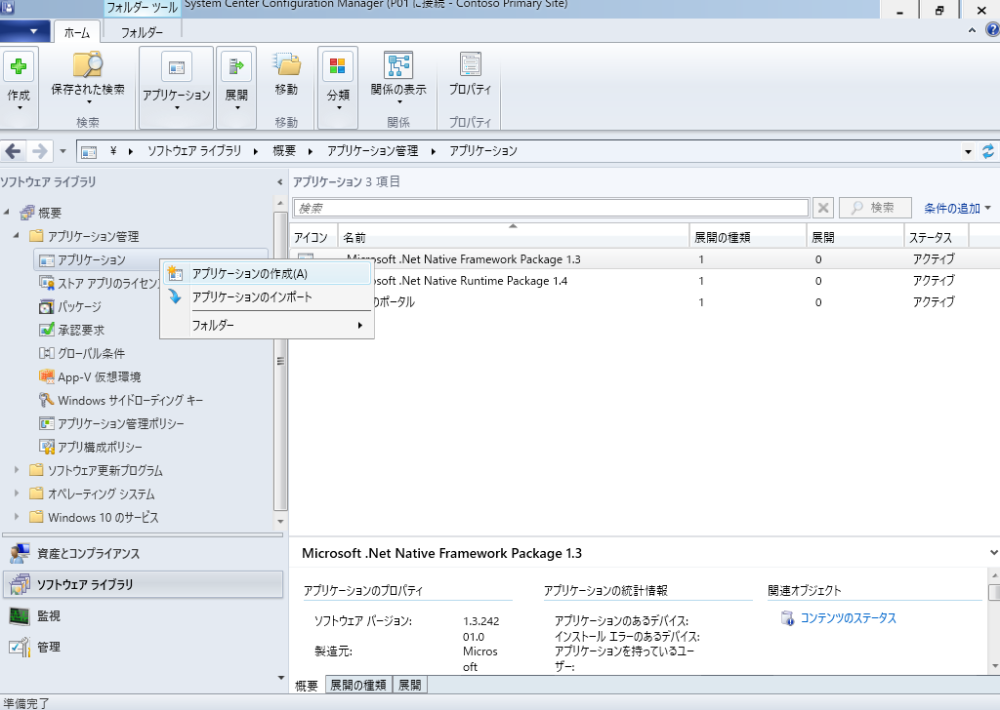 フォルダー ツール
System Center Configuration Manager (P01 に接続 - Contoso Primary Site)
ホーム
フォルダー
作成
保存された検索
アプリケーション
展開
移動
分類
関係の表示
プロパティ
検索
移動
関係
プロパティ
¥ ソフトウェア ライブラリ 概要 アプリケーション管理 アプリケーション
ソフトウェア ライブラリ
概要
アプリケーション管理
アプリケーション
ストア アプリのライセン
パッケージ
承認要求
グローバル条件
App-V 仮想環境
Windows サイドローディング キー
アプリケーション管理ポリシー
アプリ構成ポリシー
ソフトウェア更新プログラム
オペレーティング システム
Windows 10 のサービス
資産とコンプライアンス
ソフトウェア ライブラリ
監視
管理
アプリケーションの作成(A)
アプリケーションのインポート
フォルダー
アプリケーション 3 項目
検索
検索
条件の追加
アイコン 名前 展開の種類 展開 ステータス
Microsoft .Net Native Framework Package 1.3 1 0 アクティブ
soft .Net Native Runtime Package 1.4 1 0 アクティブ
のポータル 1 0 アクティブ
Microsoft .Net Native Framework Package 1.3
アプリケーションのプロパティ
ソフトウェア バージョン: 1.3.242
01.0
製造元: Micros
oft
アプリケーションの統計情報
アプリケーションのあるデバイス:
インストール エラーのあるデバイス:
アプリケーションを持っているユー
ザー:
関連オブジェクト
コンテンツのステータス
概要 展開の種類 展開
準備完了